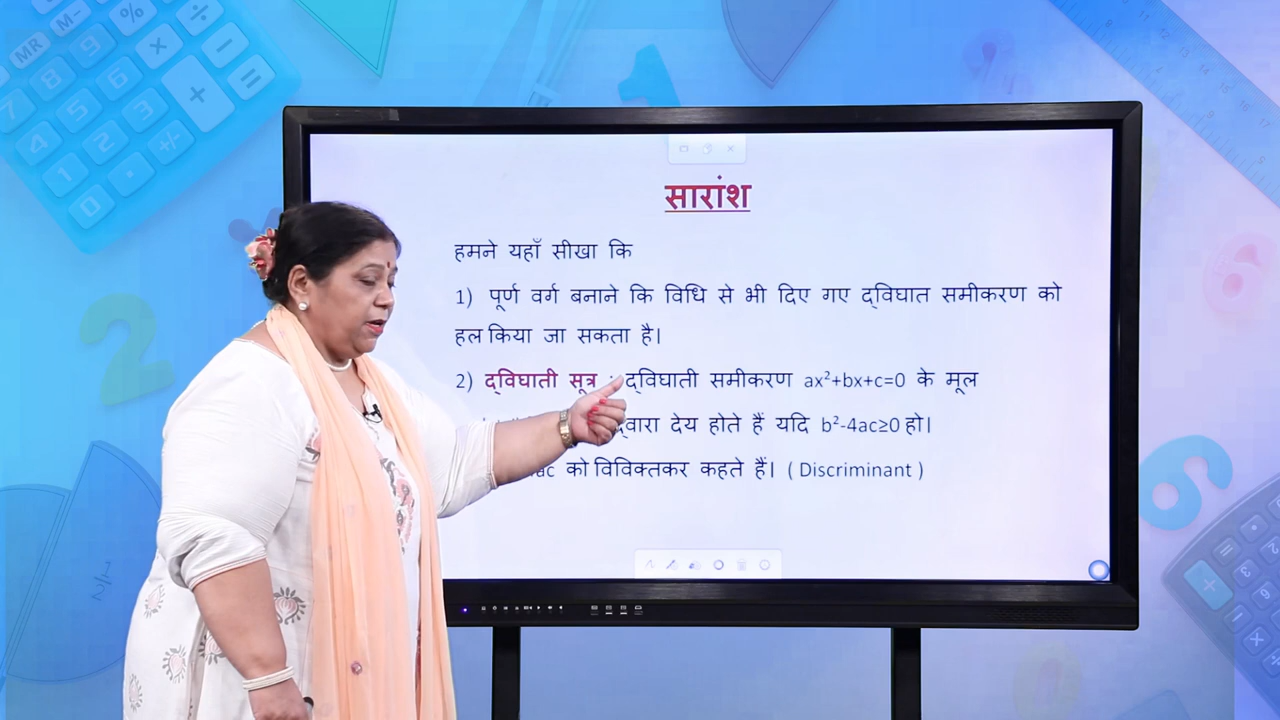 सारांश
हमने यहाँ सीखा कि
1) पूर्ण वर्ग बनाने कि विधि से भी दिए गए द्विघात समीकरण को
हल किया जा सकता है।
2) द्विघाती सूत्र : द्विघाती समीकरण ax²+bx+c=0 के मूल
द्वारा देय होते हैं यदि b²-4ac≥0 हो।
को विविक्तकर कहते हैं। ( Discriminant )